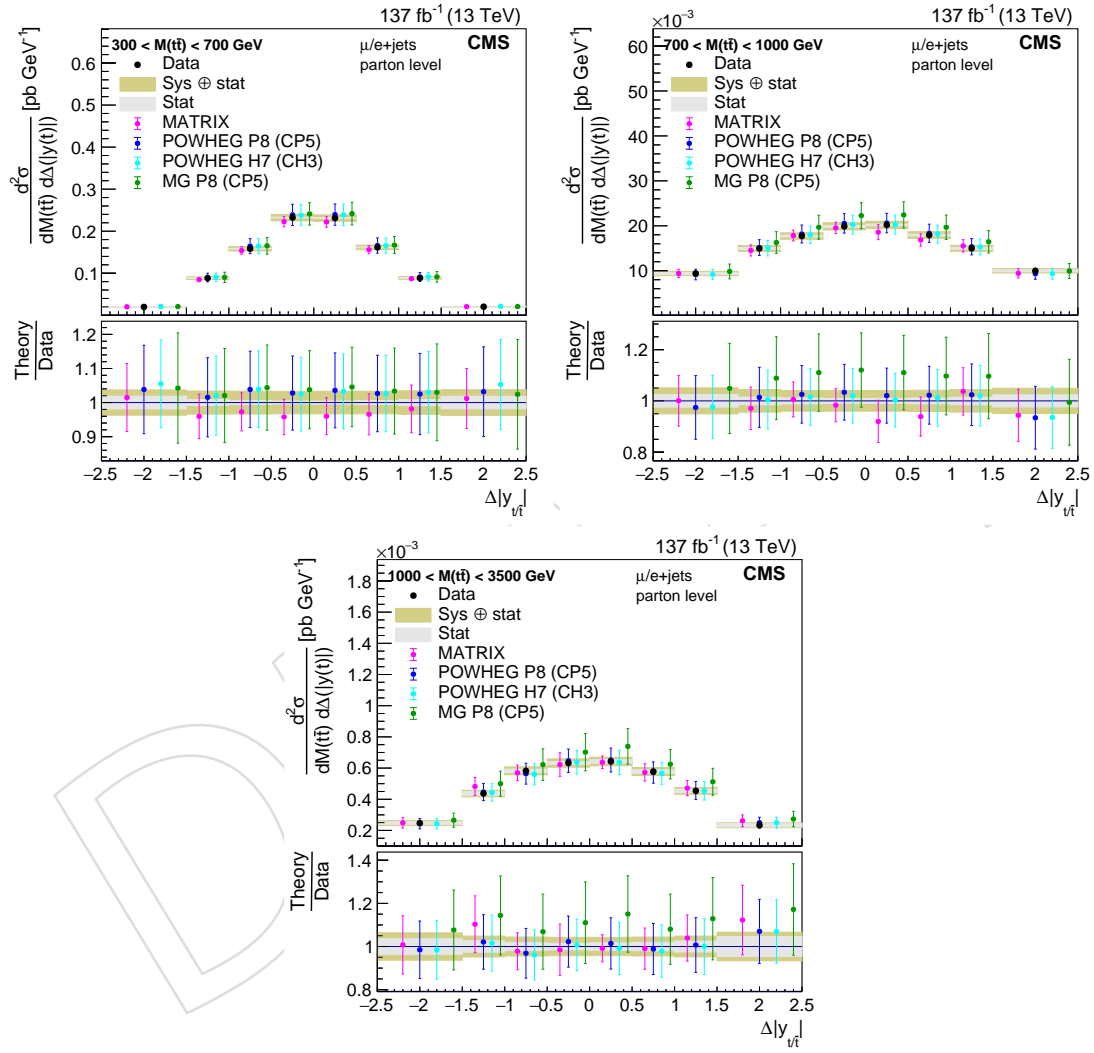 137 fb⁻¹ (13 TeV)
300 < M(tt̄) < 700 GeV
μ/e+jets
CMS
parton level
Data
Sys ⊕ stat
Stat
MATRIX
POWHEG P8 (CP5)
POWHEG H7 (CH3)
MG P8 (CP5)
d²σ / dM(tt̄) dΔ(|y(t)|) [pb GeV⁻¹]
0.6
0.5
0.4
0.3
0.2
0.1
Theory / Data
1.2
1.1
1
0.9
−2.5 −2 −1.5 −1 −0.5 0 0.5 1 1.5 2 2.5
Δ|y_{t/t̄}|
×10⁻³
137 fb⁻¹ (13 TeV)
700 < M(tt̄) < 1000 GeV
μ/e+jets
CMS
parton level
Data
Sys ⊕ stat
Stat
MATRIX
POWHEG P8 (CP5)
POWHEG H7 (CH3)
MG P8 (CP5)
d²σ / dM(tt̄) dΔ(|y(t)|) [pb GeV⁻¹]
60
50
40
30
20
10
Theory / Data
1.2
1
0.8
−2.5 −2 −1.5 −1 −0.5 0 0.5 1 1.5 2 2.5
Δ|y_{t/t̄}|
×10⁻³
137 fb⁻¹ (13 TeV)
1000 < M(tt̄) < 3500 GeV
μ/e+jets
CMS
parton level
Data
Sys ⊕ stat
Stat
MATRIX
POWHEG P8 (CP5)
POWHEG H7 (CH3)
MG P8 (CP5)
d²σ / dM(tt̄) dΔ(|y(t)|) [pb GeV⁻¹]
1.8
1.6
1.4
1.2
1
0.8
0.6
0.4
0.2
Theory / Data
1.4
1.2
1
0.8
−2.5 −2 −1.5 −1 −0.5 0 0.5 1 1.5 2 2.5
Δ|y_{t/t̄}|